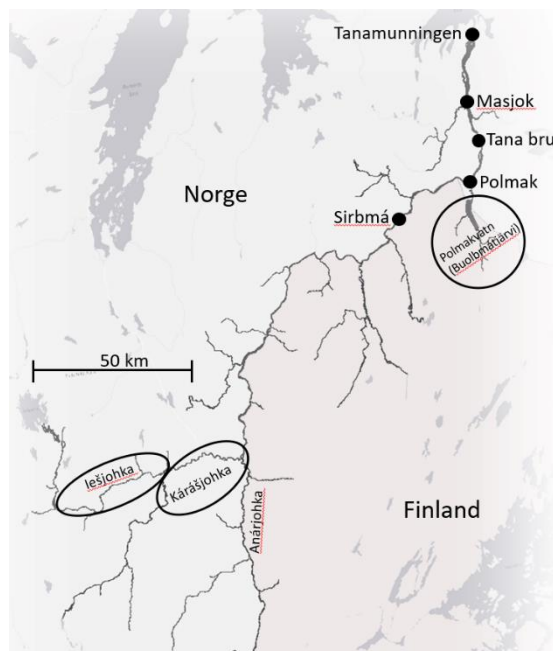 Tanamunningen
Masjok
Tana bru
Norge
Polmak
Sirbmá
Polmakvatn
(Buolbmátjávri)
50 km
Iešjohka
Kárášjohka
Anárjohka
Finland